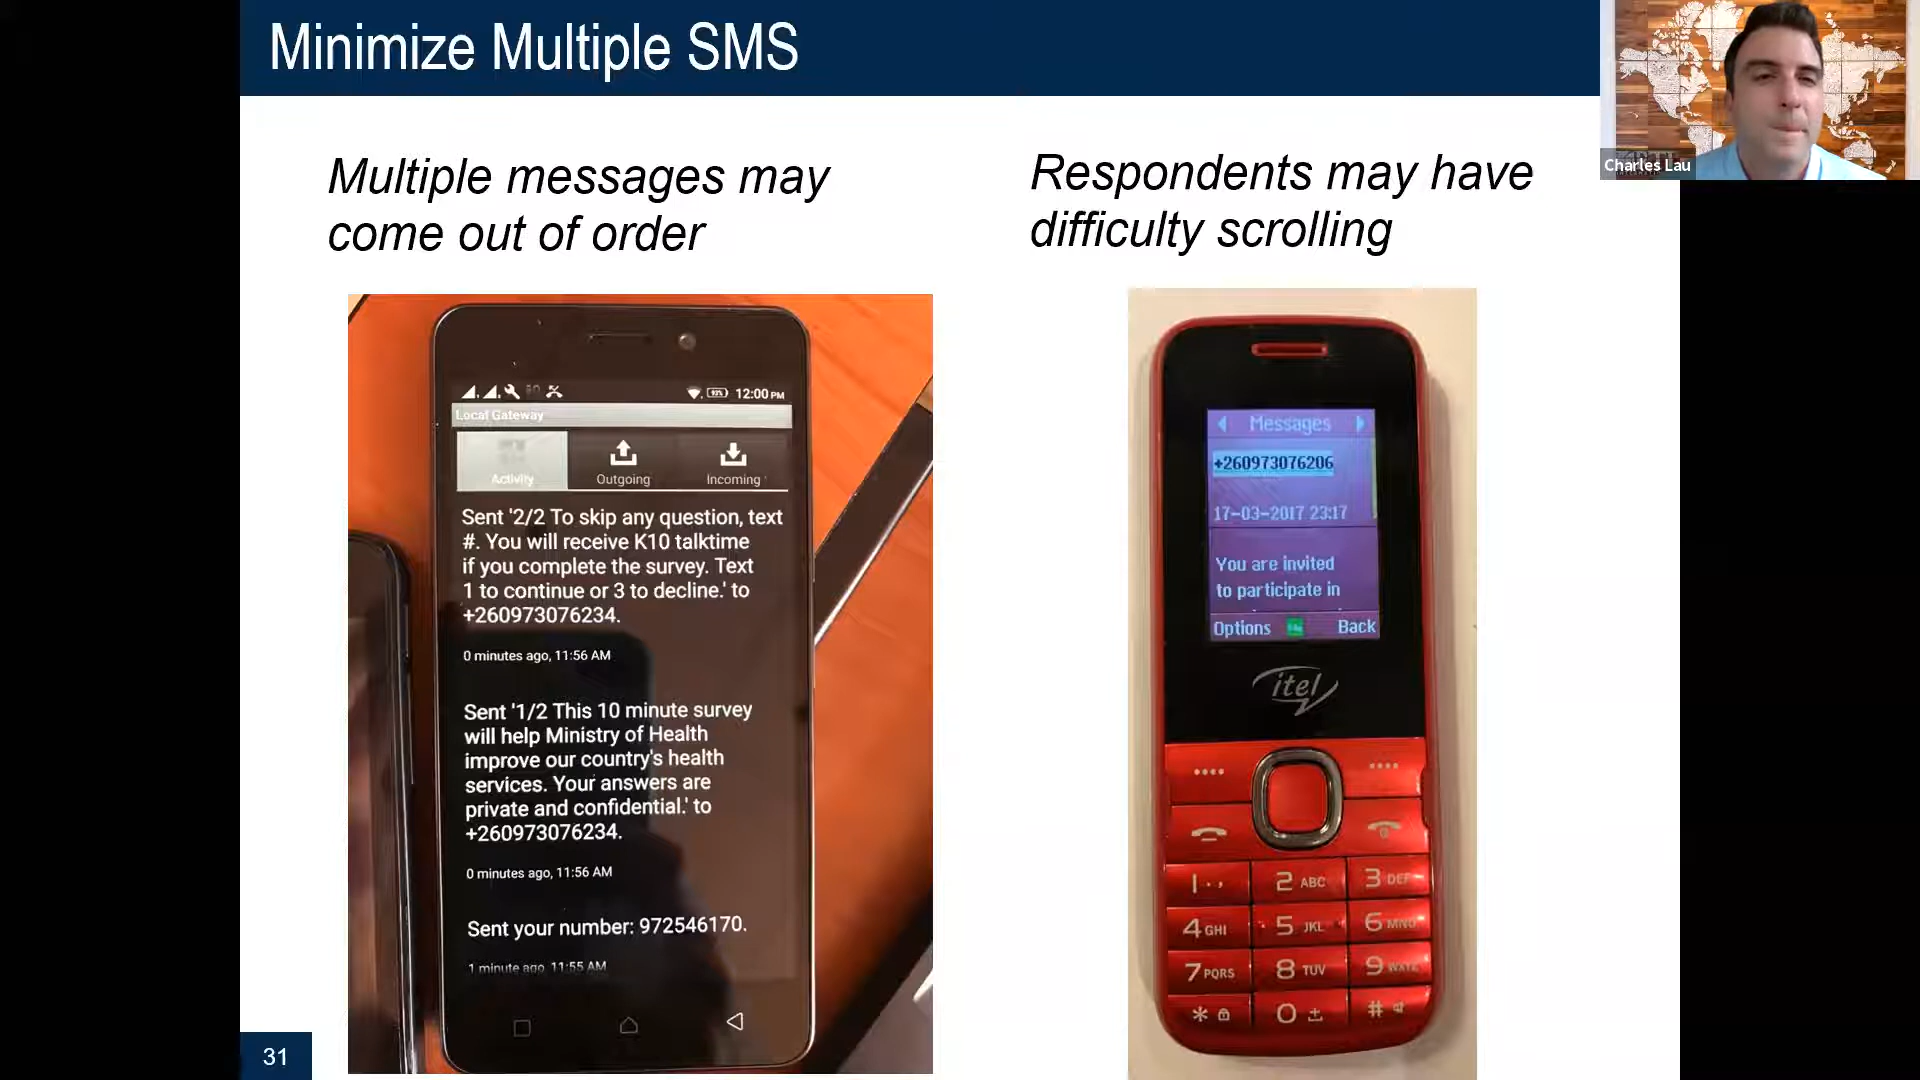 Minimize Multiple SMS
Charles Lau
Multiple messages may
come out of order
Respondents may have
difficulty scrolling
12:00 PM
Local Gateway
Activity
Outgoing
Incoming
Sent '2/2 To skip any question, text
#. You will receive K10 talktime
if you complete the survey. Text
1 to continue or 3 to decline.' to
+260973076234.
0 minutes ago, 11:56 AM
Sent '1/2 This 10 minute survey
will help Ministry of Health
improve our country's health
services. Your answers are
private and confidential.' to
+260973076234.
0 minutes ago, 11:56 AM
Sent your number: 972546170.
1 minute ago, 11:55 AM
Messages
+260973076206
17-03-2017 23:17
You are invited
to participate in
Options Back
itel
1 2 ABC 3 DEF
4 GHI 5 JKL 6 MNO
7 PQRS 8 TUV 9 WXYZ
* 0 #
31